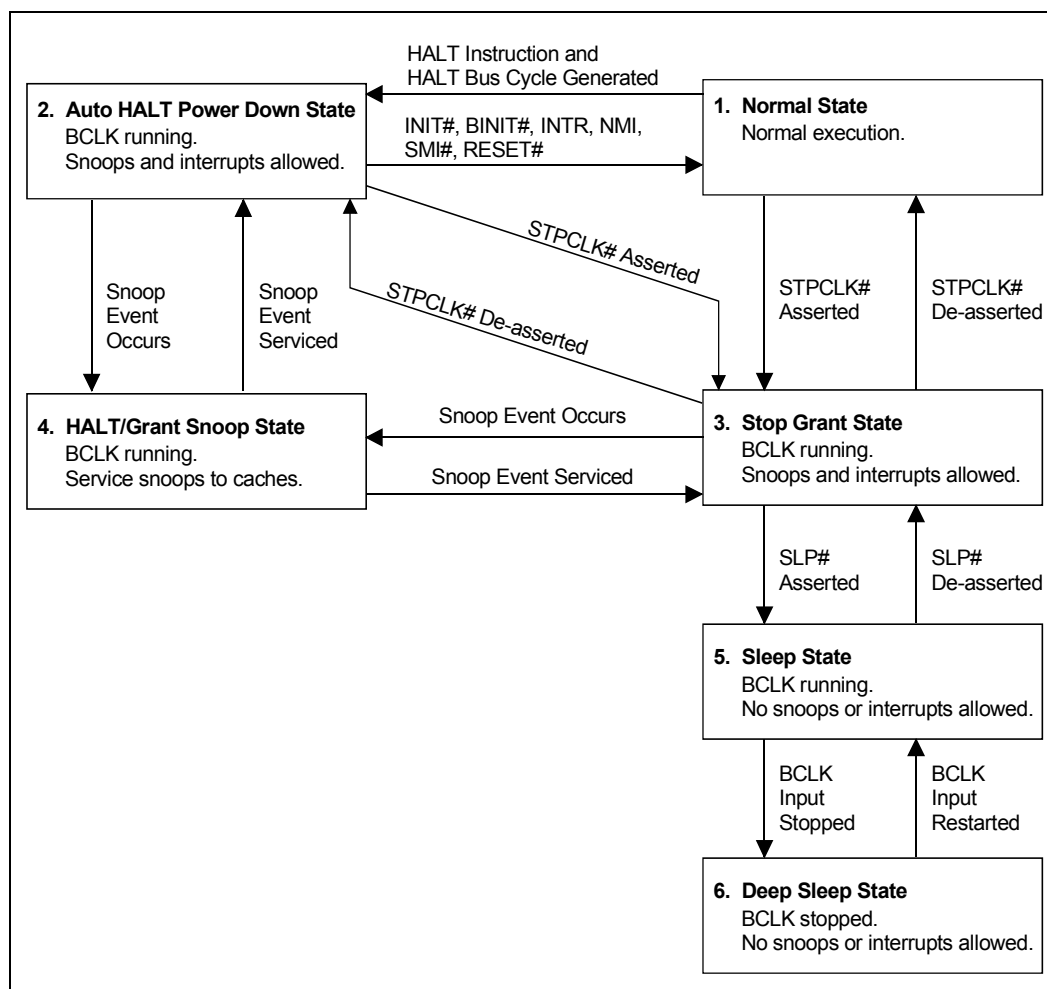 HALT Instruction and
HALT Bus Cycle Generated
2. Auto HALT Power Down State
BCLK running.
Snoops and interrupts allowed.
1. Normal State
Normal execution.
INIT#, BINIT#, INTR, NMI,
SMI#, RESET#
STPCLK# Asserted
STPCLK# De-asserted
Snoop
Event
Occurs
Snoop
Event
Serviced
STPCLK#
Asserted
STPCLK#
De-asserted
4. HALT/Grant Snoop State
BCLK running.
Service snoops to caches.
Snoop Event Occurs
Snoop Event Serviced
3. Stop Grant State
BCLK running.
Snoops and interrupts allowed.
SLP#
Asserted
SLP#
De-asserted
5. Sleep State
BCLK running.
No snoops or interrupts allowed.
BCLK
Input
Stopped
BCLK
Input
Restarted
6. Deep Sleep State
BCLK stopped.
No snoops or interrupts allowed.